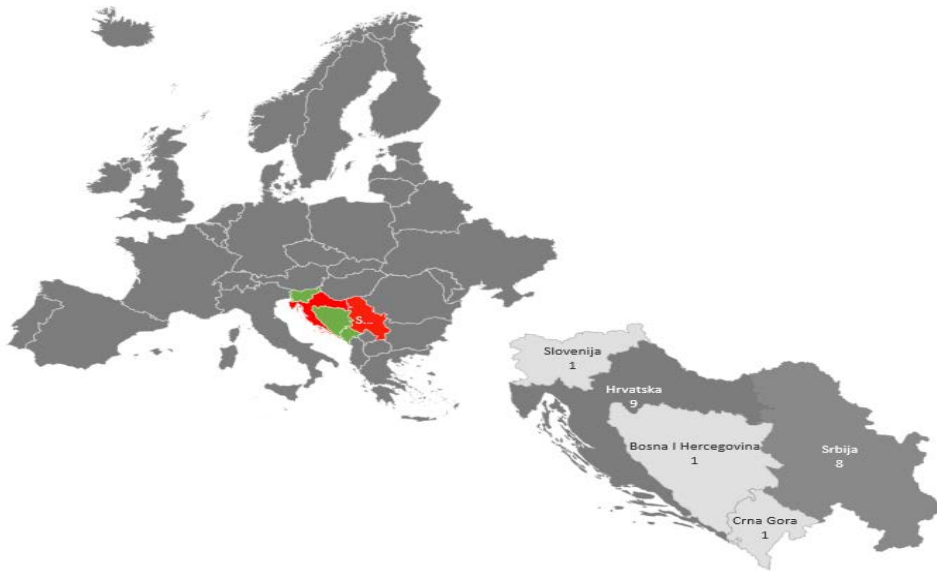 S...
Slovenija
1
Hrvatska
9
Bosna I Hercegovina
1
Srbija
8
Crna Gora
1